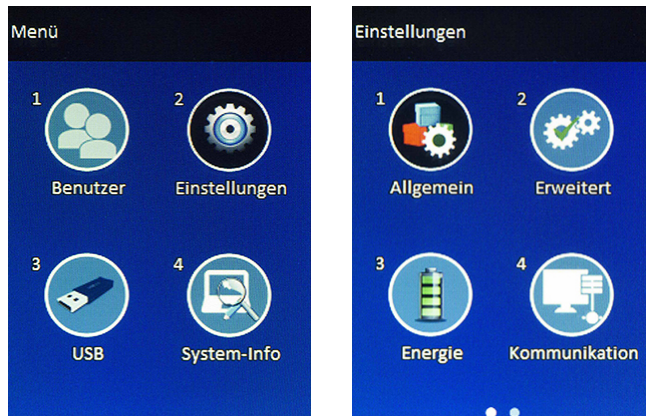 Menü
1
Benutzer
2
Einstellungen
3
USB
4
System-Info
Einstellungen
1
Allgemein
2
Erweitert
3
Energie
4
Kommunikation